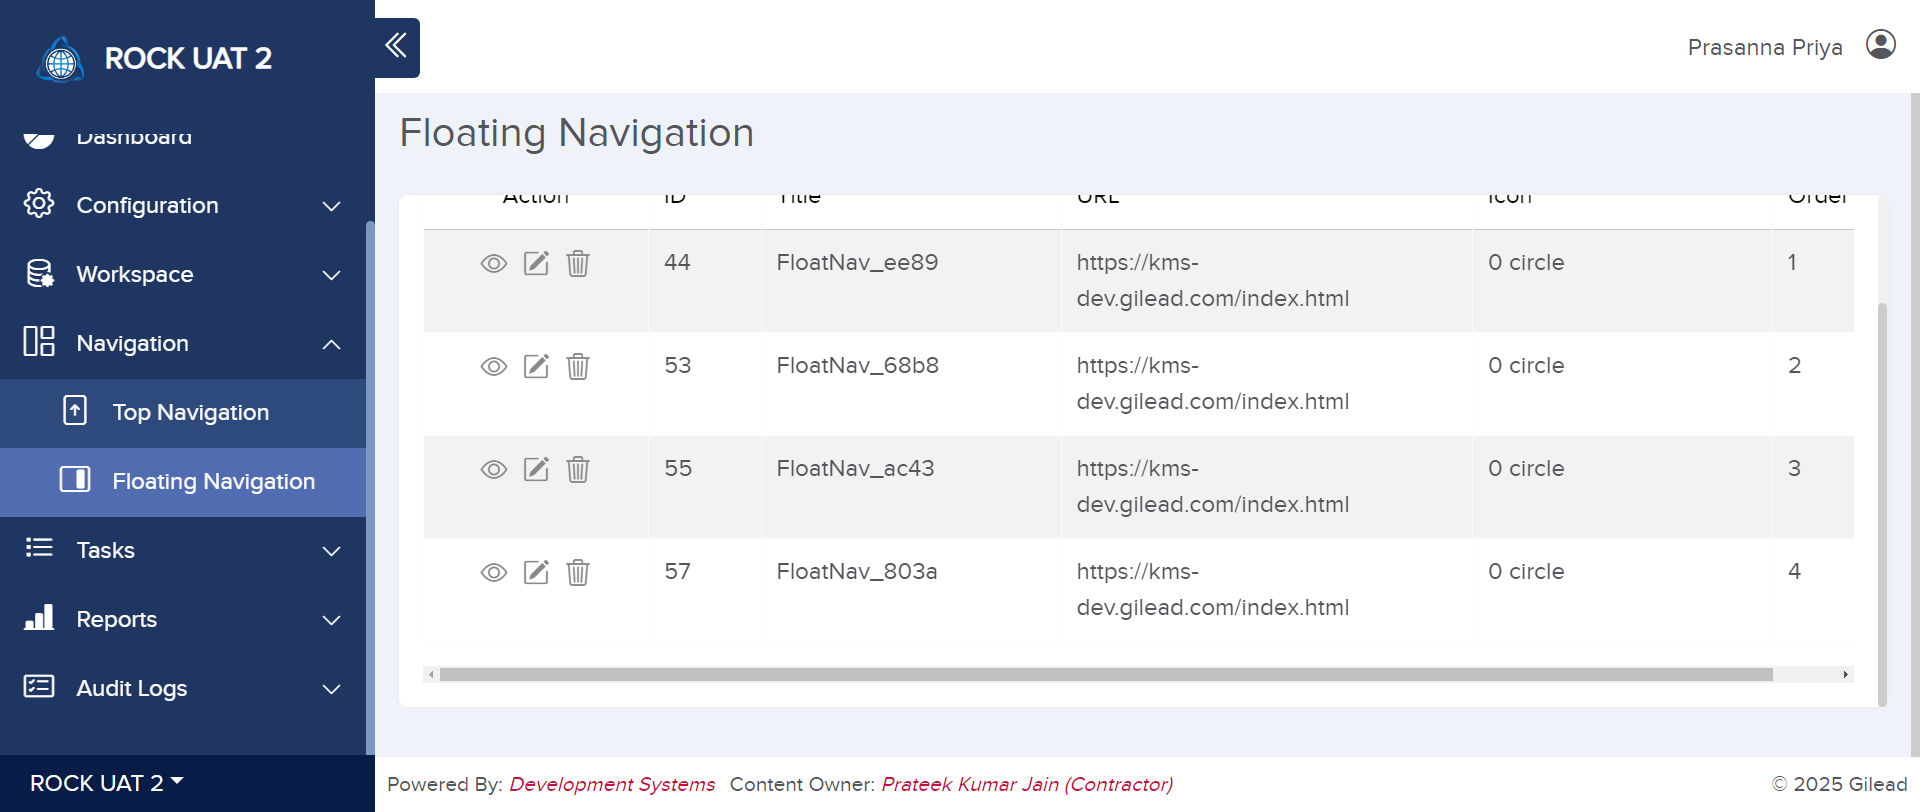 ROCK UAT 2
Prasanna Priya
Dashboard
Configuration
Workspace
Navigation
Top Navigation
Floating Navigation
Tasks
Reports
Audit Logs
ROCK UAT 2
Floating Navigation
Action ID Title URL Icon Order
44 FloatNav_ee89 https://kms-dev.gilead.com/index.html 0 circle 1
53 FloatNav_68b8 https://kms-dev.gilead.com/index.html 0 circle 2
55 FloatNav_ac43 https://kms-dev.gilead.com/index.html 0 circle 3
57 FloatNav_803a https://kms-dev.gilead.com/index.html 0 circle 4
Powered By: Development Systems Content Owner: Prateek Kumar Jain (Contractor)
© 2025 Gilead